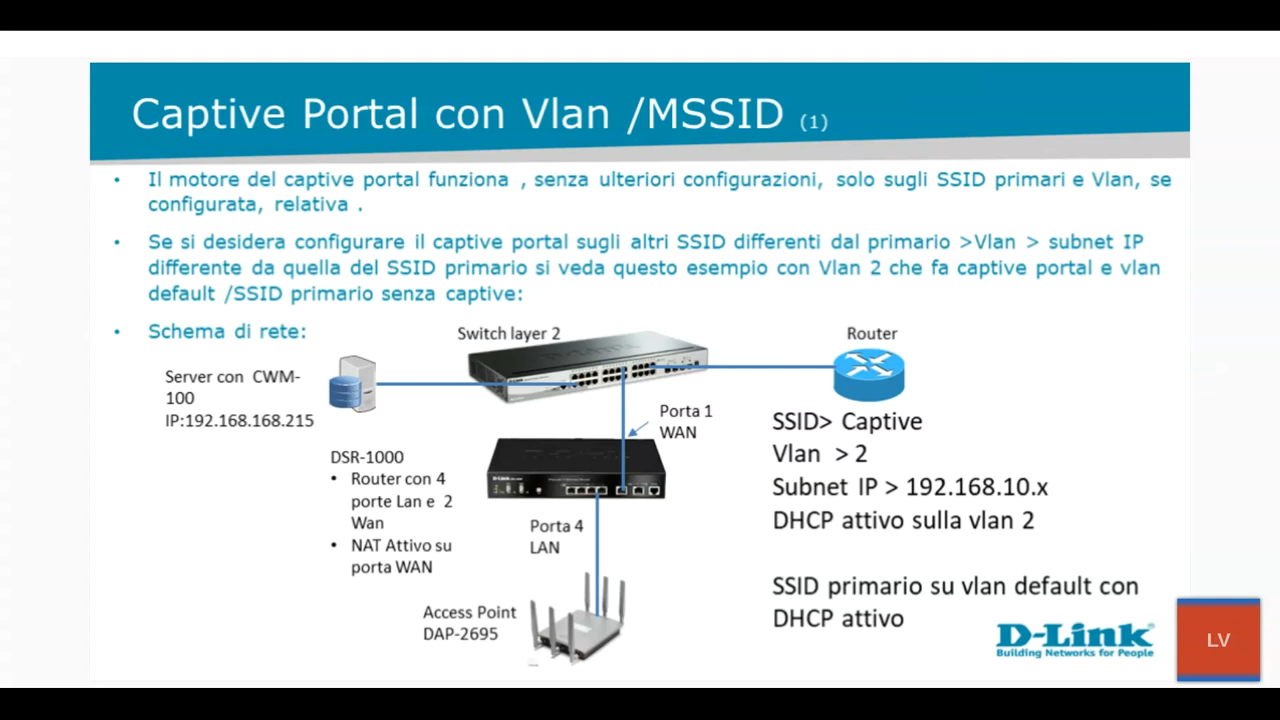 Captive Portal con Vlan /MSSID (1)
• Il motore del captive portal funziona , senza ulteriori configurazioni, solo sugli SSID primari e Vlan, se
configurata, relativa .
• Se si desidera configurare il captive portal sugli altri SSID differenti dal primario >Vlan > subnet IP
differente da quella del SSID primario si veda questo esempio con Vlan 2 che fa captive portal e vlan
default /SSID primario senza captive:
• Schema di rete:
Switch layer 2
Router
Server con CWM-
100
IP:192.168.168.215
Porta 1
WAN
DSR-1000
• Router con 4
porte Lan e 2
Wan
• NAT Attivo su
porta WAN
Porta 4
LAN
Access Point
DAP-2695
SSID> Captive
Vlan > 2
Subnet IP > 192.168.10.x
DHCP attivo sulla vlan 2
SSID primario su vlan default con
DHCP attivo
D-Link
Building Networks for People
LV